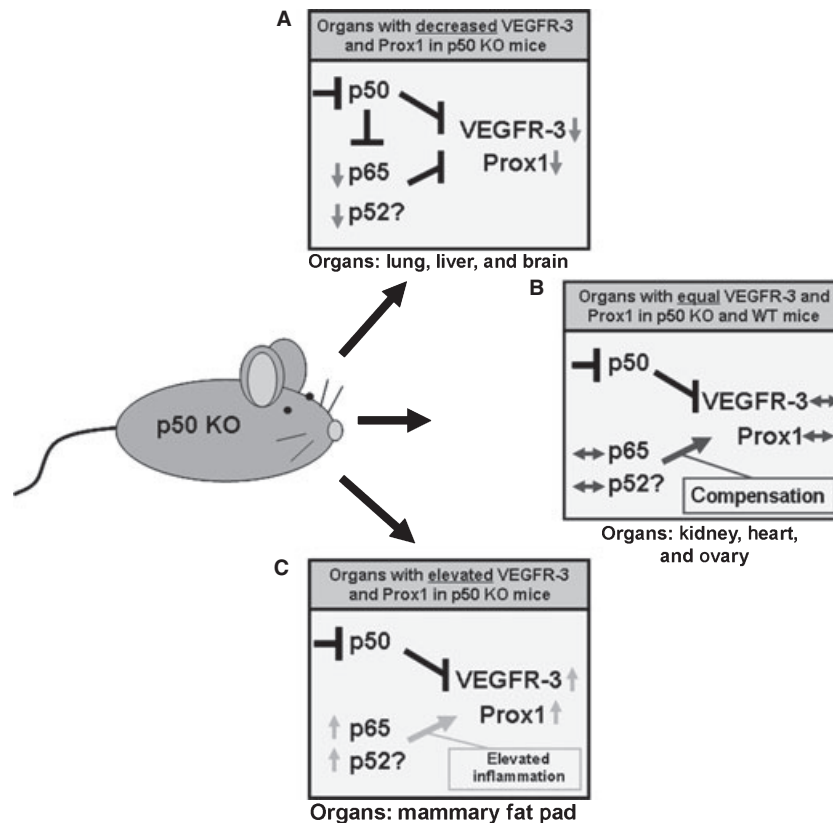 A
Organs with decreased VEGFR-3
and Prox1 in p50 KO mice
p50
VEGFR-3
Prox1
p65
p52?
Organs: lung, liver, and brain
B
Organs with equal VEGFR-3 and
Prox1 in p50 KO and WT mice
p50
VEGFR-3
Prox1
p65
p52?
Compensation
Organs: kidney, heart,
and ovary
p50 KO
C
Organs with elevated VEGFR-3
and Prox1 in p50 KO mice
p50
VEGFR-3
Prox1
p65
p52?
Elevated
inflammation
Organs: mammary fat pad